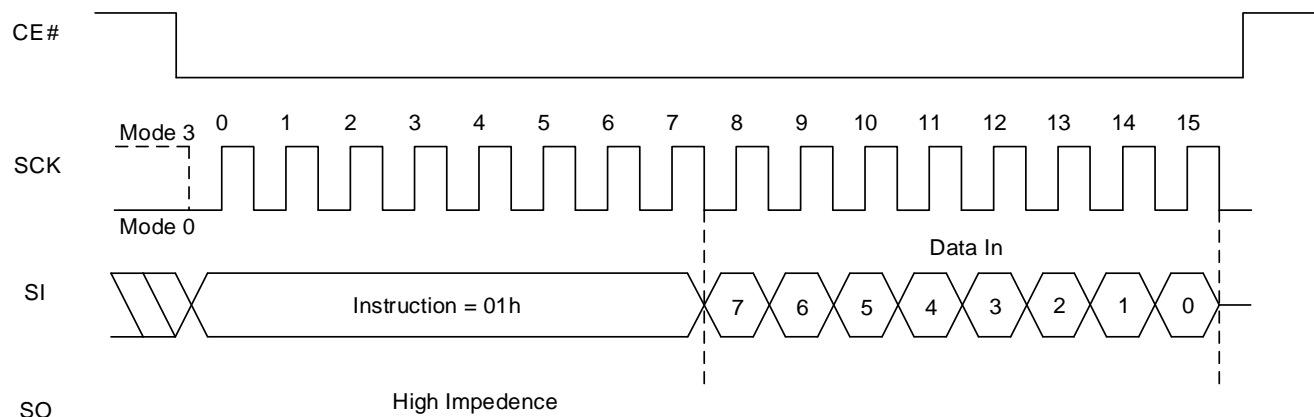 CE#
0 1 2 3 4 5 6 7 8 9 10 11 12 13 14 15
Mode 3
SCK
Mode 0
Data In
SI
Instruction = 01h
7 6 5 4 3 2 1 0
High Impedence
SO